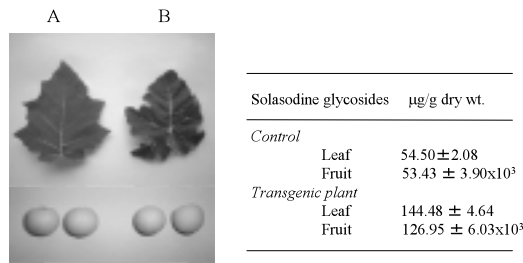 A B
Solasodine glycosides μg/g dry wt.
Control
Leaf 54.50±2.08
Fruit 53.43 ± 3.90x10³
Transgenic plant
Leaf 144.48 ± 4.64
Fruit 126.95 ± 6.03x10³